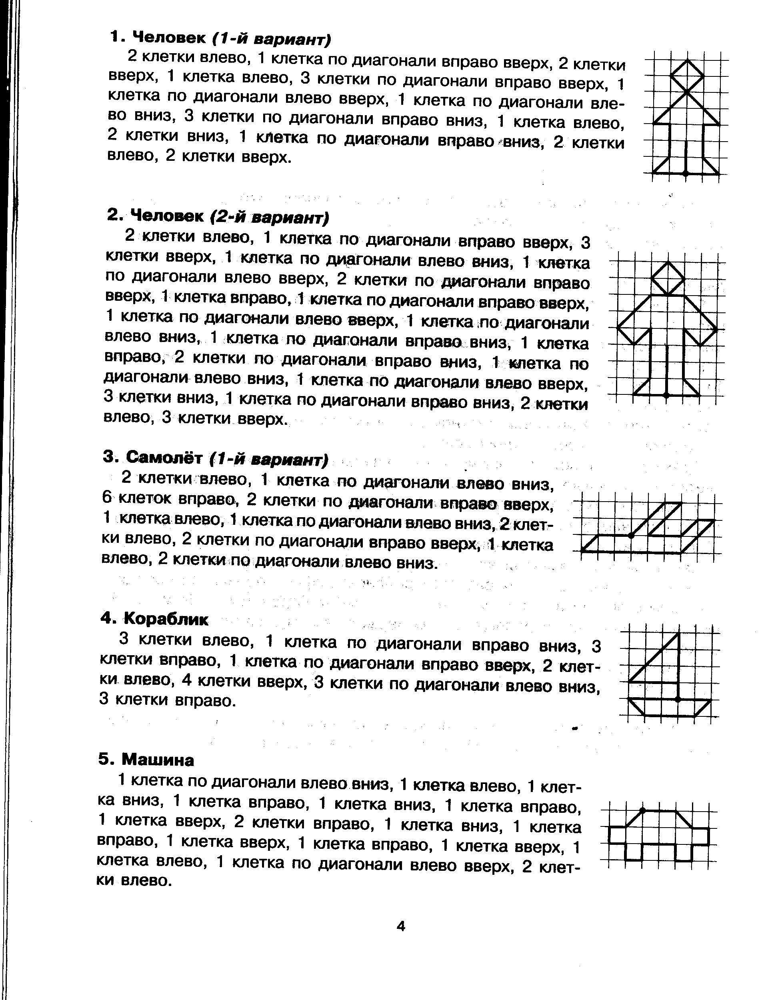 1. Человек (1-й вариант)
2 клетки влево, 1 клетка по диагонали вправо вверх, 2 клетки
вверх, 1 клетка влево, 3 клетки по диагонали вправо вверх, 1
клетка по диагонали влево вверх, 1 клетка по диагонали вле-
во вниз, 3 клетки по диагонали вправо вниз, 1 клетка влево,
2 клетки вниз, 1 клетка по диагонали вправо вниз, 2 клетки
влево, 2 клетки вверх.
2. Человек (2-й вариант)
2 клетки влево, 1 клетка по диагонали вправо вверх, 3
клетки вверх, 1 клетка по диагонали влево вниз, 1 клетка
по диагонали влево вверх, 2 клетки по диагонали вправо
вверх, 1 клетка вправо, 1 клетка по диагонали вправо вверх,
1 клетка по диагонали влево вверх, 1 клетка по диагонали
влево вниз, 1 клетка по диагонали вправо вниз, 1 клетка
вправо, 2 клетки по диагонали вправо вниз, 1 клетка по
диагонали влево вниз, 1 клетка по диагонали влево вверх,
3 клетки вниз, 1 клетка по диагонали вправо вниз, 2 клетки
влево, 3 клетки вверх.
3. Самолёт (1-й вариант)
2 клетки влево, 1 клетка по диагонали влево вниз,
6 клеток вправо, 2 клетки по диагонали вправо вверх,
1 клетка влево, 1 клетка по диагонали влево вниз, 2 клет-
ки влево, 2 клетки по диагонали вправо вверх, 1 клетка
влево, 2 клетки по диагонали влево вниз.
4. Кораблик
3 клетки влево, 1 клетка по диагонали вправо вниз, 3
клетки вправо, 1 клетка по диагонали вправо вверх, 2 клет-
ки влево, 4 клетки вверх, 3 клетки по диагонали влево вниз,
3 клетки вправо.
5. Машина
1 клетка по диагонали влево вниз, 1 клетка влево, 1 клет-
ка вниз, 1 клетка вправо, 1 клетка вниз, 1 клетка вправо,
1 клетка вверх, 2 клетки вправо, 1 клетка вниз, 1 клетка
вправо, 1 клетка вверх, 1 клетка вправо, 1 клетка вверх, 1
клетка влево, 1 клетка по диагонали влево вверх, 2 клет-
ки влево.
4